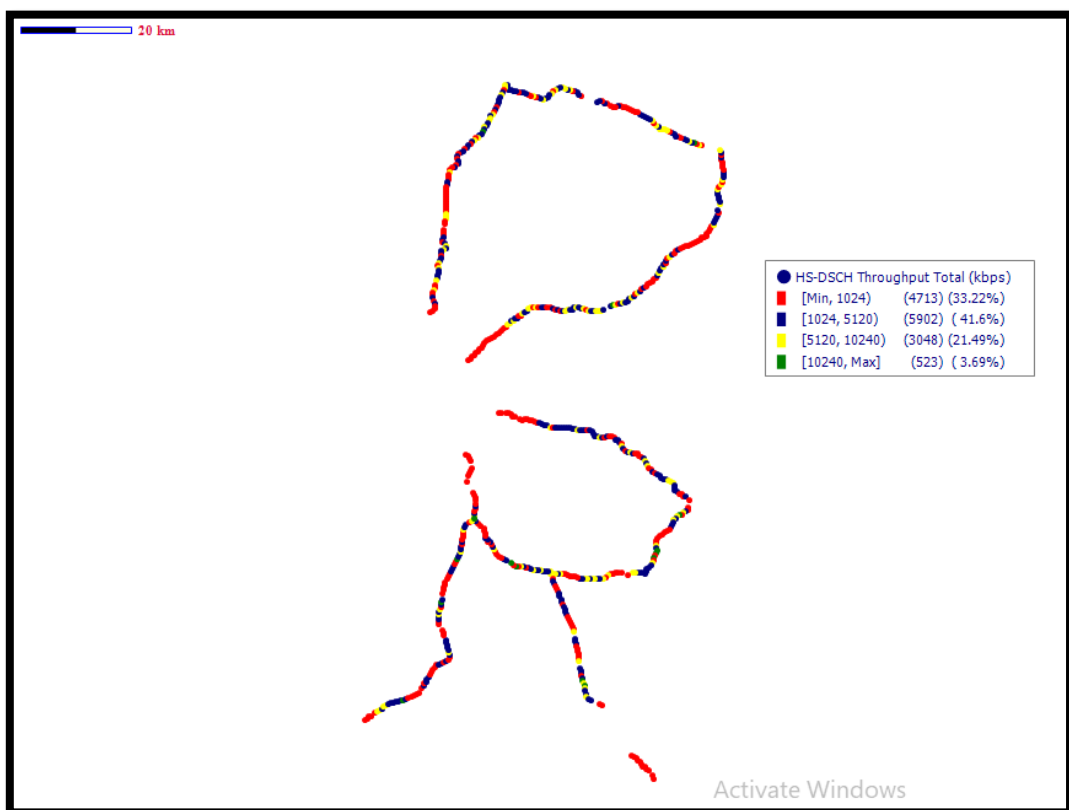 20 km
HS-DSCH Throughput Total (kbps)
[Min, 1024) (4713) (33.22%)
[1024, 5120) (5902) ( 41.6%)
[5120, 10240) (3048) (21.49%)
[10240, Max] (523) ( 3.69%)
Activate Windows